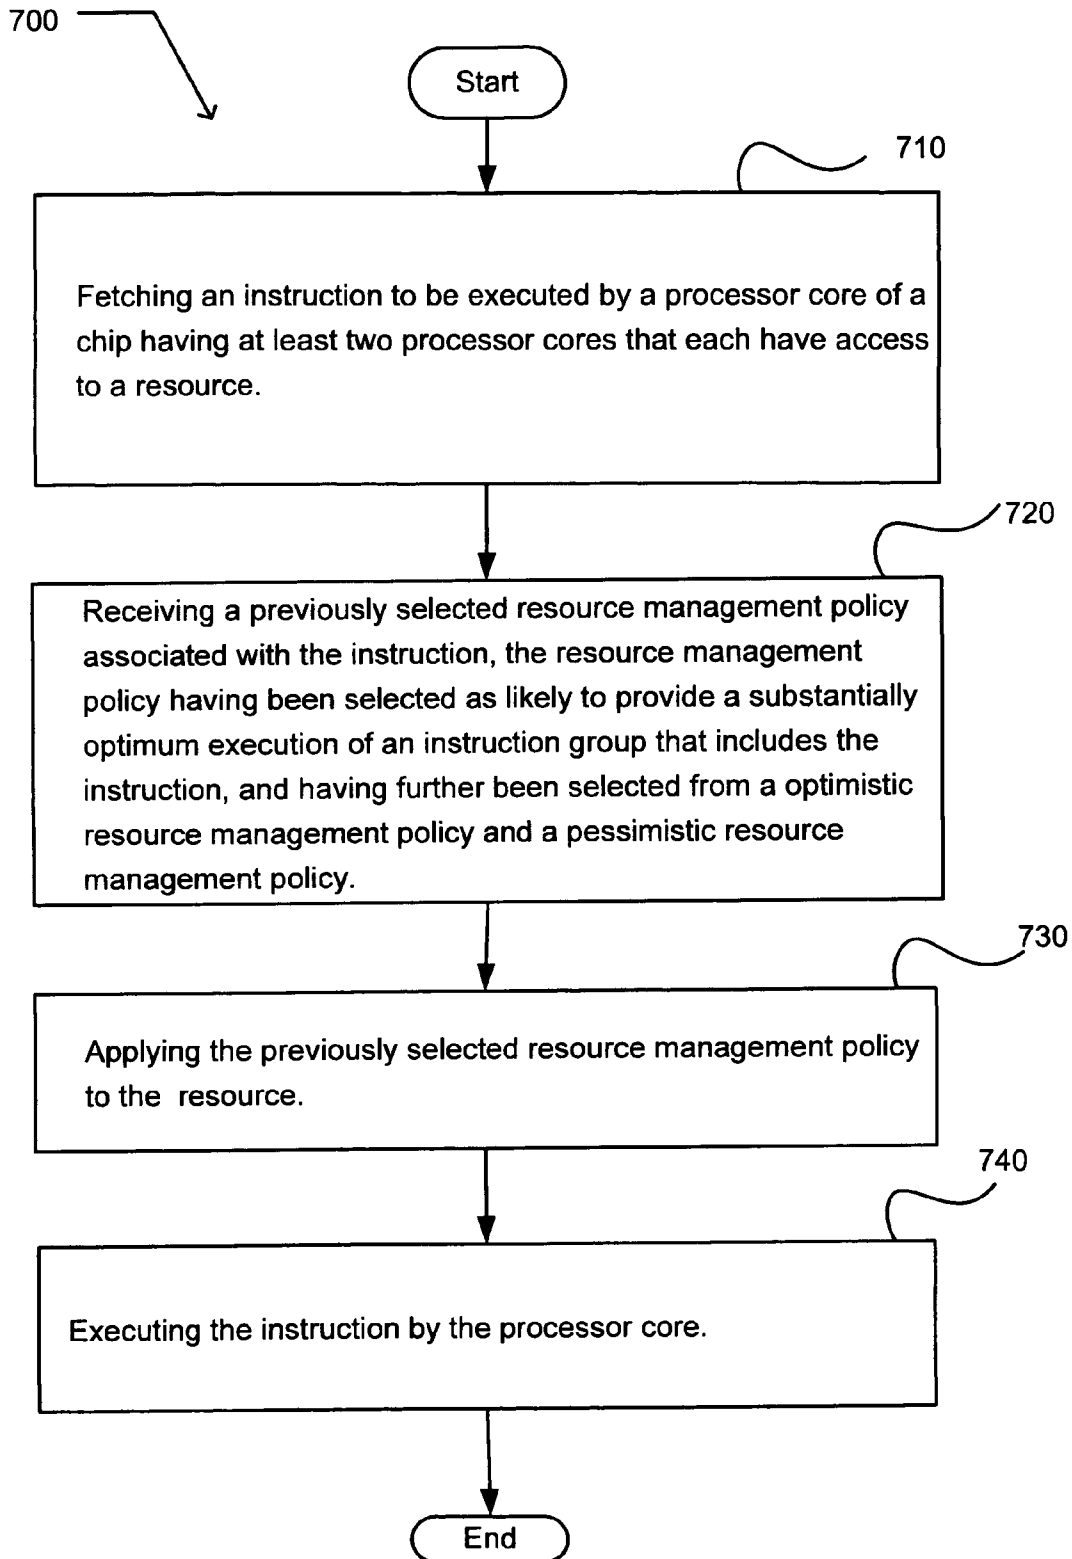 700
Start
710
Fetching an instruction to be executed by a processor core of a
chip having at least two processor cores that each have access
to a resource.
720
Receiving a previously selected resource management policy
associated with the instruction, the resource management
policy having been selected as likely to provide a substantially
optimum execution of an instruction group that includes the
instruction, and having further been selected from a optimistic
resource management policy and a pessimistic resource
management policy.
730
Applying the previously selected resource management policy
to the resource.
740
Executing the instruction by the processor core.
End